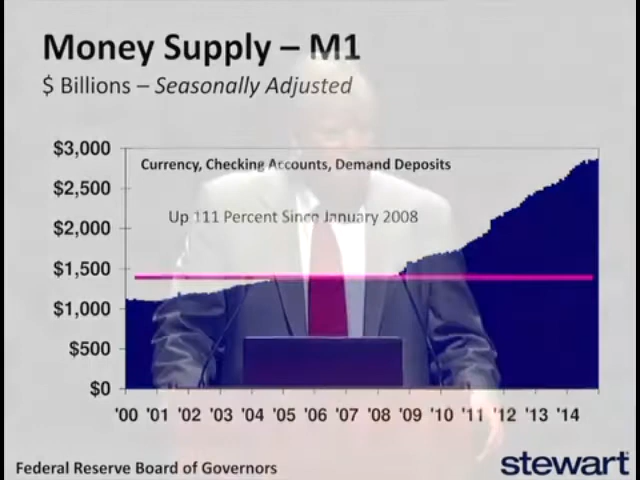 Money Supply – M1
$ Billions – Seasonally Adjusted
$3,000
Currency, Checking Accounts, Demand Deposits
$2,500
Up 111 Percent Since January 2008
$2,000
$1,500
$1,000
$500
$0
'00 '01 '02 '03 '04 '05 '06 '07 '08 '09 '10 '11 '12 '13 '14
Federal Reserve Board of Governors
stewart